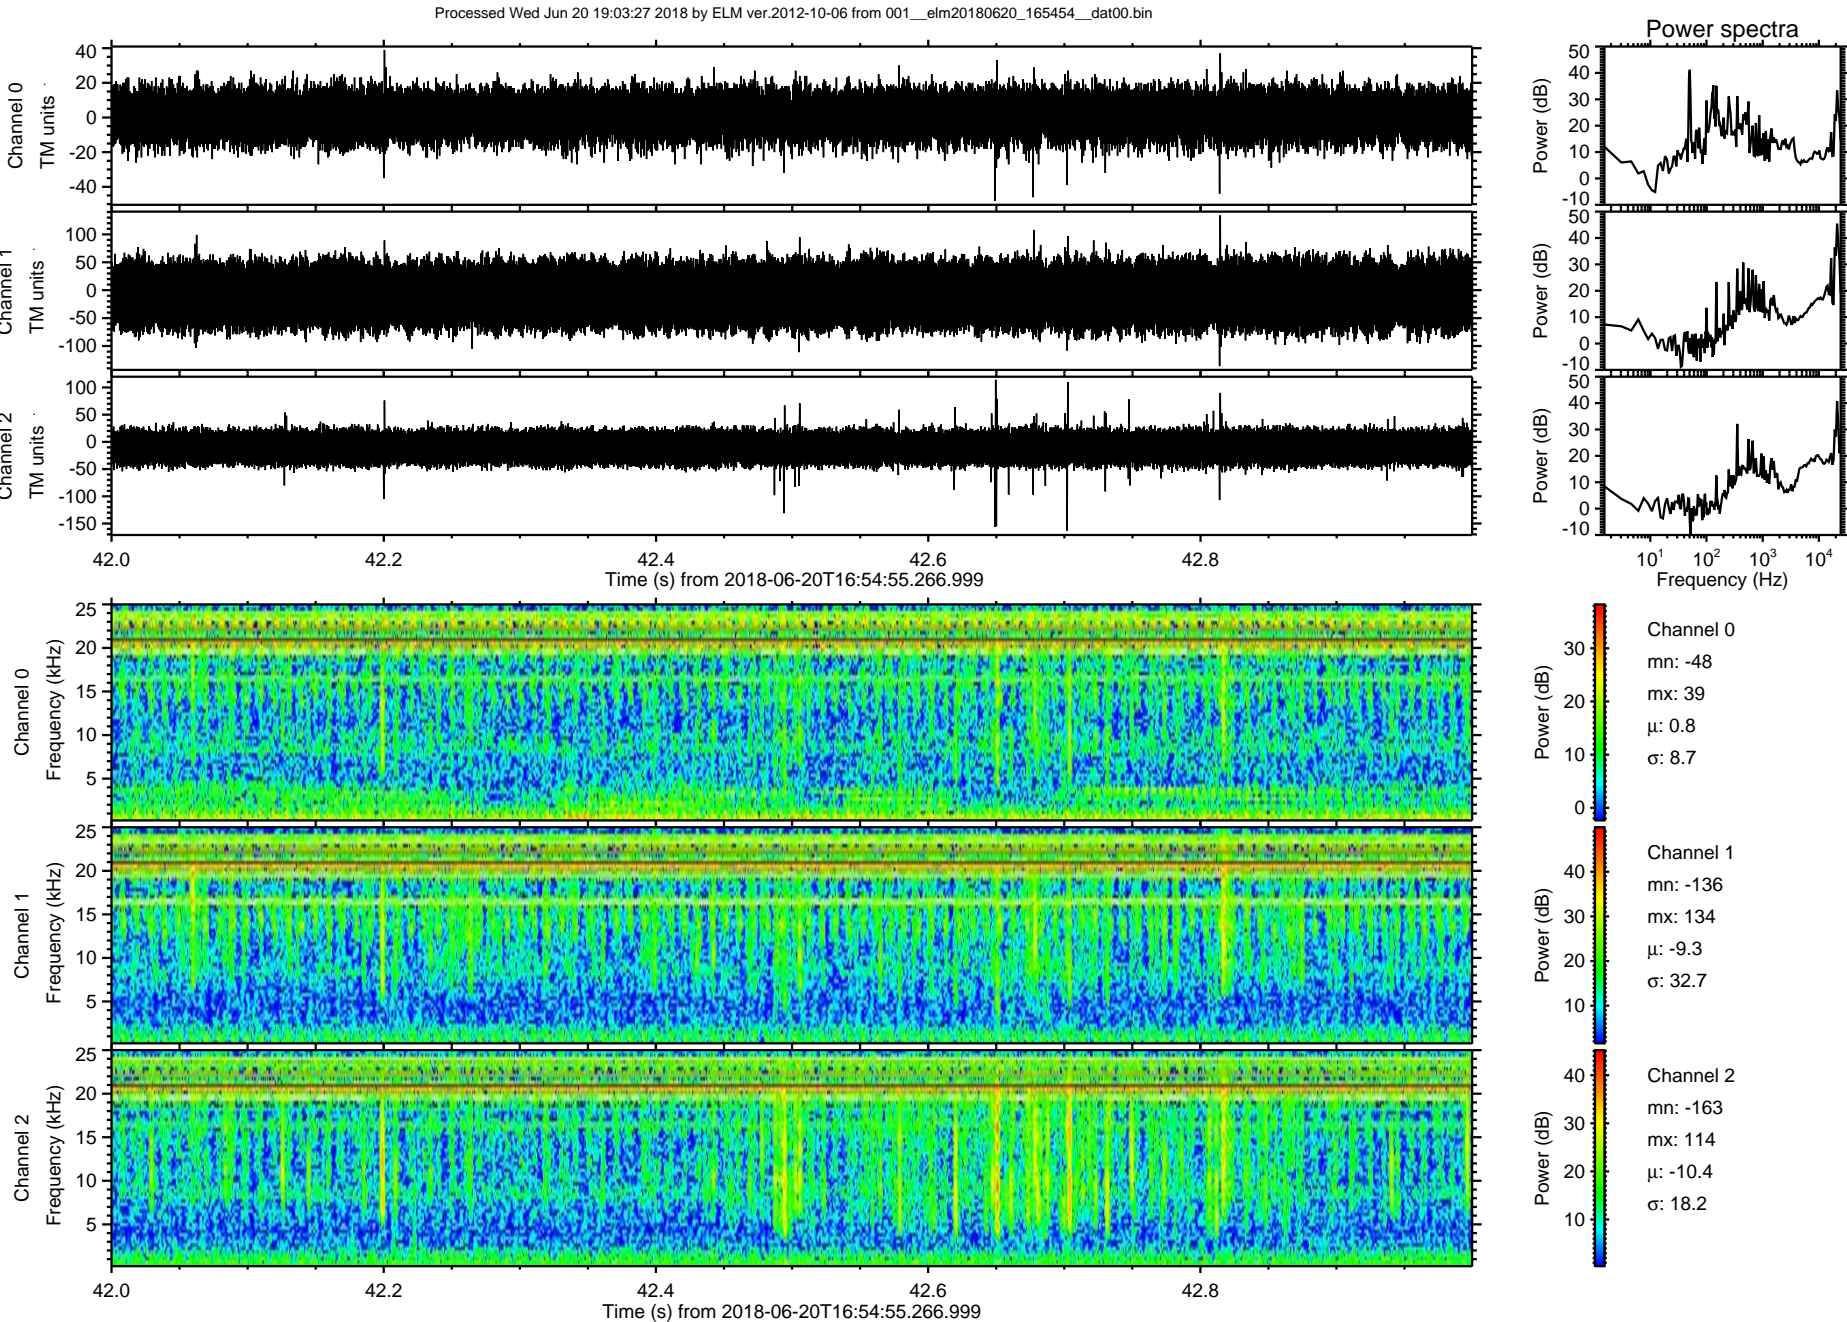 Processed Wed Jun 20 19:03:27 2018 by ELM ver.2012-10-06 from 001__elm20180620_165454__dat00.bin
Power spectra
Channel 0
TM units
40
20
0
-20
-40
Power (dB)
50
40
30
20
10
0
-10
Channel 1
TM units
100
50
0
-50
-100
Power (dB)
50
40
30
20
10
0
-10
Channel 2
TM units
100
50
0
-50
-100
-150
Power (dB)
50
40
30
20
10
0
-10
42.0 42.2 42.4 42.6 42.8
Time (s) from 2018-06-20T16:54:55.266.999
10^1 10^2 10^3 10^4
Frequency (Hz)
Channel 0
Frequency (kHz)
25
20
15
10
5
Power (dB)
30
20
10
0
Channel 0
mn: -48
mx: 39
μ: 0.8
σ: 8.7
Channel 1
Frequency (kHz)
25
20
15
10
5
Power (dB)
40
30
20
10
Channel 1
mn: -136
mx: 134
μ: -9.3
σ: 32.7
Channel 2
Frequency (kHz)
25
20
15
10
5
Power (dB)
40
30
20
10
Channel 2
mn: -163
mx: 114
μ: -10.4
σ: 18.2
42.0 42.2 42.4 42.6 42.8
Time (s) from 2018-06-20T16:54:55.266.999